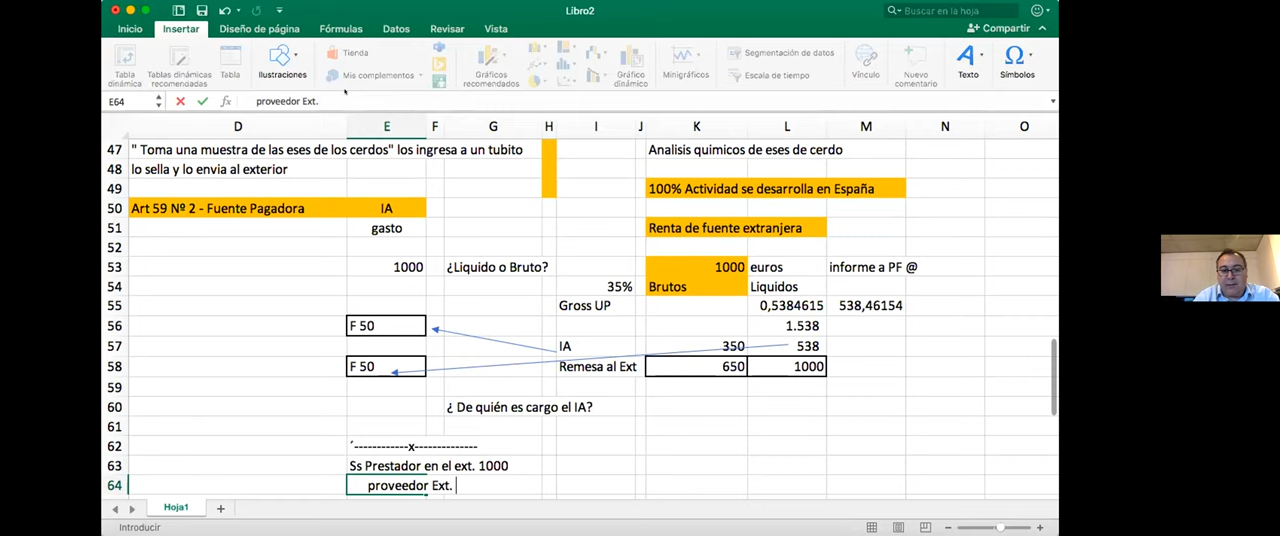 Libro2
Buscar en la hoja
Inicio Insertar Diseño de página Fórmulas Datos Revisar Vista
Compartir
Tabla dinámica
Tablas dinámicas recomendadas
Tabla
Ilustraciones
Tienda
Mis complementos
Gráficos recomendados
Gráfico dinámico
Minigráficos
Segmentación de datos
Escala de tiempo
Vínculo
Nuevo comentario
Texto
Símbolos
E64 fx proveedor Ext.
D E F G H I J K L M N O
47 " Toma una muestra de las eses de los cerdos" los ingresa a un tubito Analisis quimicos de eses de cerdo
48 lo sella y lo envia al exterior
49 100% Actividad se desarrolla en España
50 Art 59 Nº 2 - Fuente Pagadora IA
51 gasto Renta de fuente extranjera
52
53 1000 ¿Liquido o Bruto? 1000 euros informe a PF @
54 35% Brutos Liquidos
55 Gross UP 0,5384615 538,46154
56 F 50 1.538
57 IA 350 538
58 F 50 Remesa al Ext 650 1000
59
60 ¿ De quién es cargo el IA?
61
62 ´------------x--------------
63 Ss Prestador en el ext. 1000
64 proveedor Ext.
Hoja1
Introducir